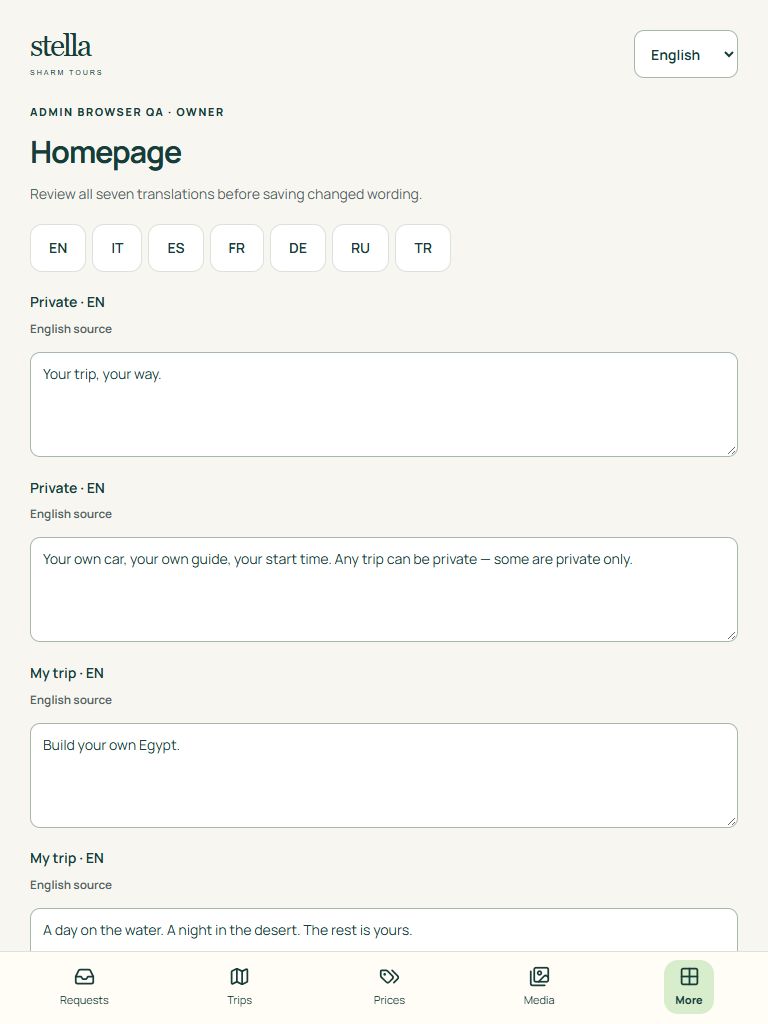 stella
SHARM TOURS
English
ADMIN BROWSER QA · OWNER
Homepage
Review all seven translations before saving changed wording.
EN IT ES FR DE RU TR
Private · EN
English source
Your trip, your way.
Private · EN
English source
Your own car, your own guide, your start time. Any trip can be private — some are private only.
My trip · EN
English source
Build your own Egypt.
My trip · EN
English source
A day on the water. A night in the desert. The rest is yours.
Requests Trips Prices Media More